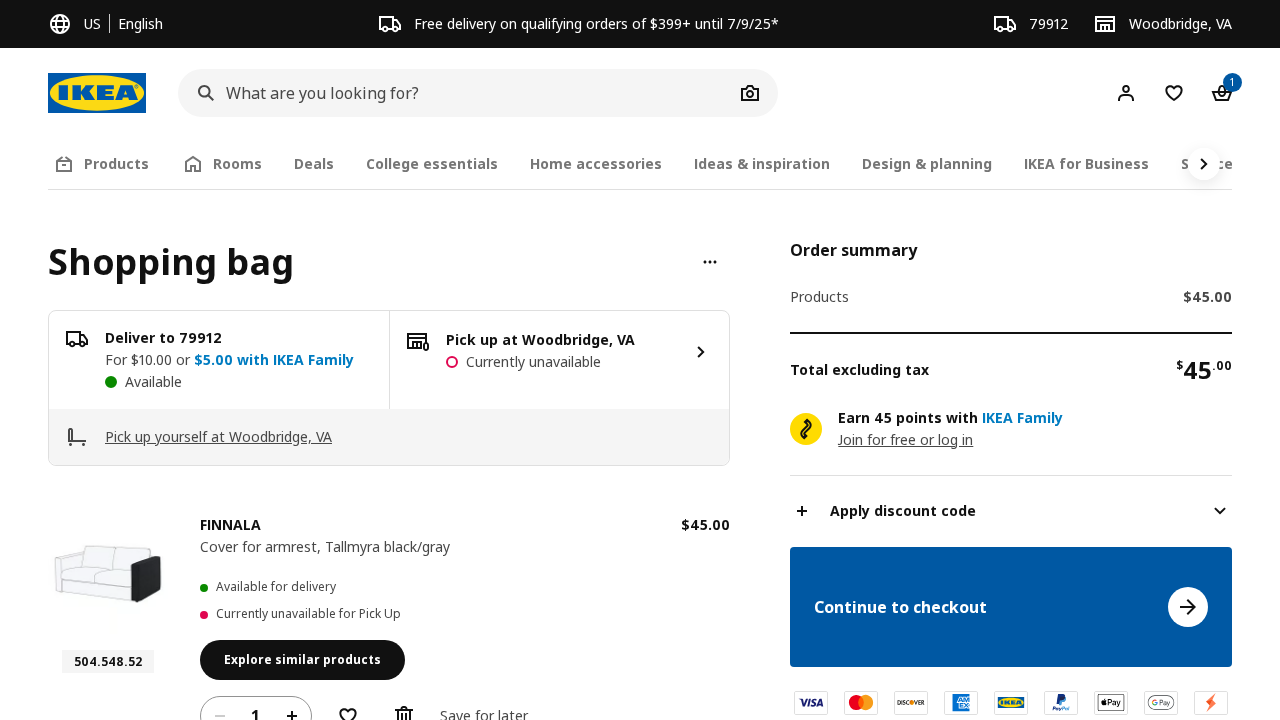 US | English
Free delivery on qualifying orders of $399+ until 7/9/25*
79912
Woodbridge, VA
IKEA
What are you looking for?
1
Products
Rooms
Deals
College essentials
Home accessories
Ideas & inspiration
Design & planning
IKEA for Business
Shopping bag
Deliver to 79912
For $10.00 or $5.00 with IKEA Family
Available
Pick up at Woodbridge, VA
Currently unavailable
Pick up yourself at Woodbridge, VA
FINNALA
$45.00
Cover for armrest, Tallmyra black/gray
Available for delivery
Currently unavailable for Pick Up
504.548.52
Explore similar products
1
Save for later
Order summary
Products
$45.00
Total excluding tax
$45.00
Earn 45 points with IKEA Family
Join for free or log in
Apply discount code
Continue to checkout
VISA
DISCOVER
AMEX
IKEA
PayPal
Apple Pay
G Pay